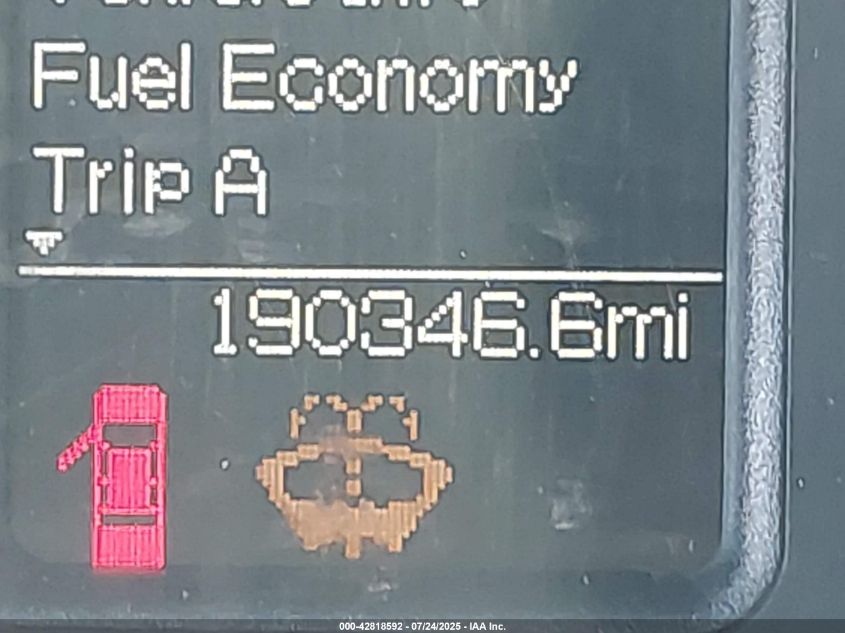 Fuel Economy
Trip A
190346.6mi
000-42818592 - 07/24/2025 - IAA Inc.